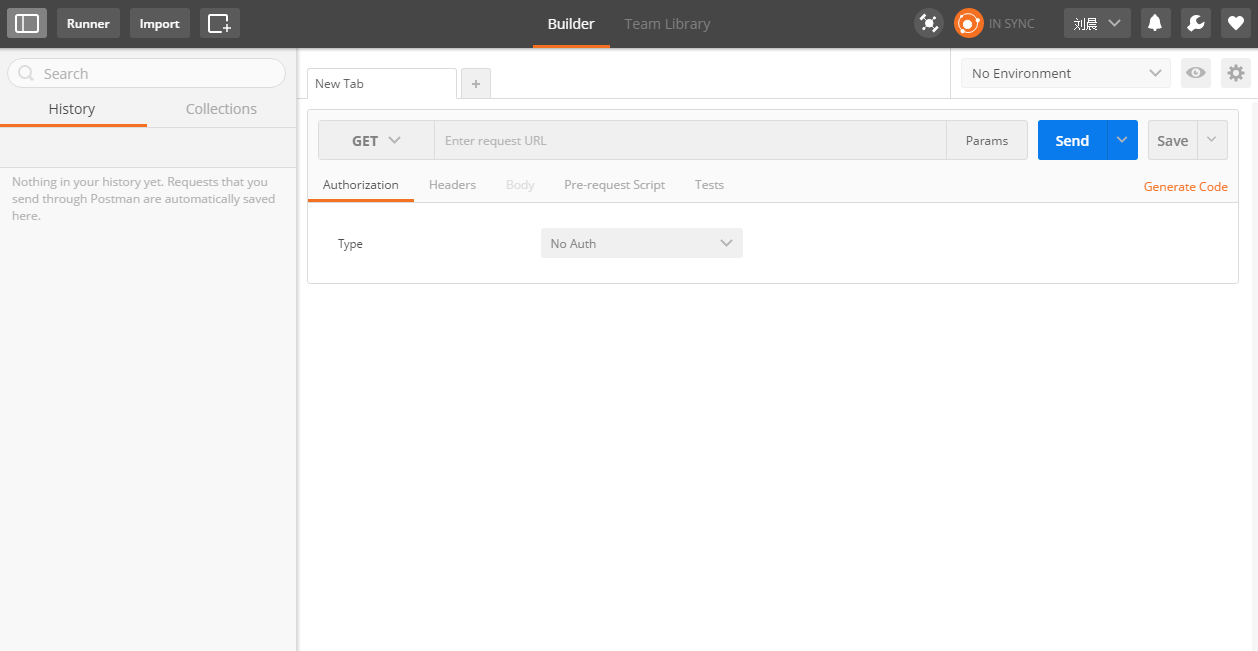 Runner
Import
Builder
Team Library
IN SYNC
刘晨
Search
History
Collections
Nothing in your history yet. Requests that you
send through Postman are automatically saved
here.
New Tab
No Environment
GET
Enter request URL
Params
Send
Save
Authorization
Headers
Body
Pre-request Script
Tests
Generate Code
Type
No Auth